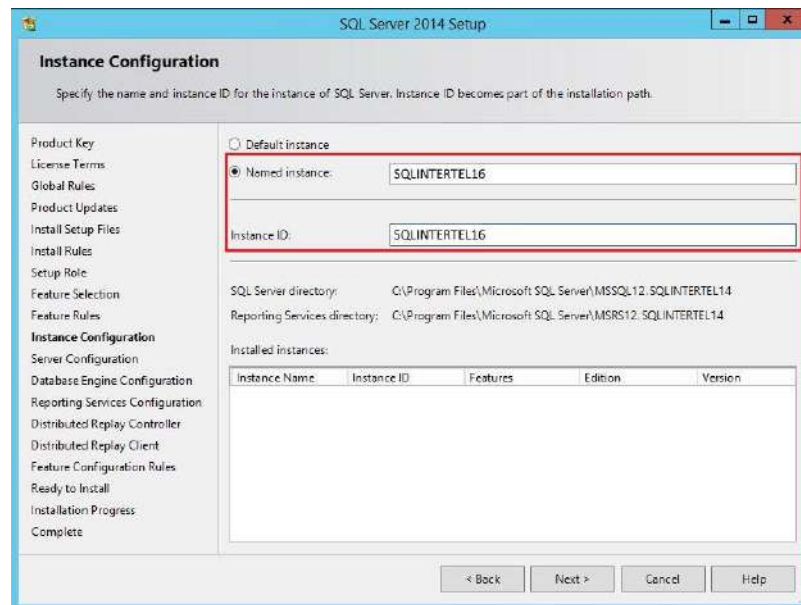 SQL Server 2014 Setup
Instance Configuration
Specify the name and instance ID for the instance of SQL Server. Instance ID becomes part of the installation path.
Product Key
License Terms
Global Rules
Product Updates
Install Setup Files
Install Rules
Setup Role
Feature Selection
Feature Rules
Instance Configuration
Server Configuration
Database Engine Configuration
Reporting Services Configuration
Distributed Replay Controller
Distributed Replay Client
Feature Configuration Rules
Ready to Install
Installation Progress
Complete
Default instance
Named instance: SQLINTERTEL16
Instance ID: SQLINTERTEL16
SQL Server directory: C:\Program Files\Microsoft SQL Server\MSSQL12.SQLINTERTEL14
Reporting Services directory: C:\Program Files\Microsoft SQL Server\MSRS12.SQLINTERTEL14
Installed instances:
Instance Name Instance ID Features Edition Version
< Back Next > Cancel Help